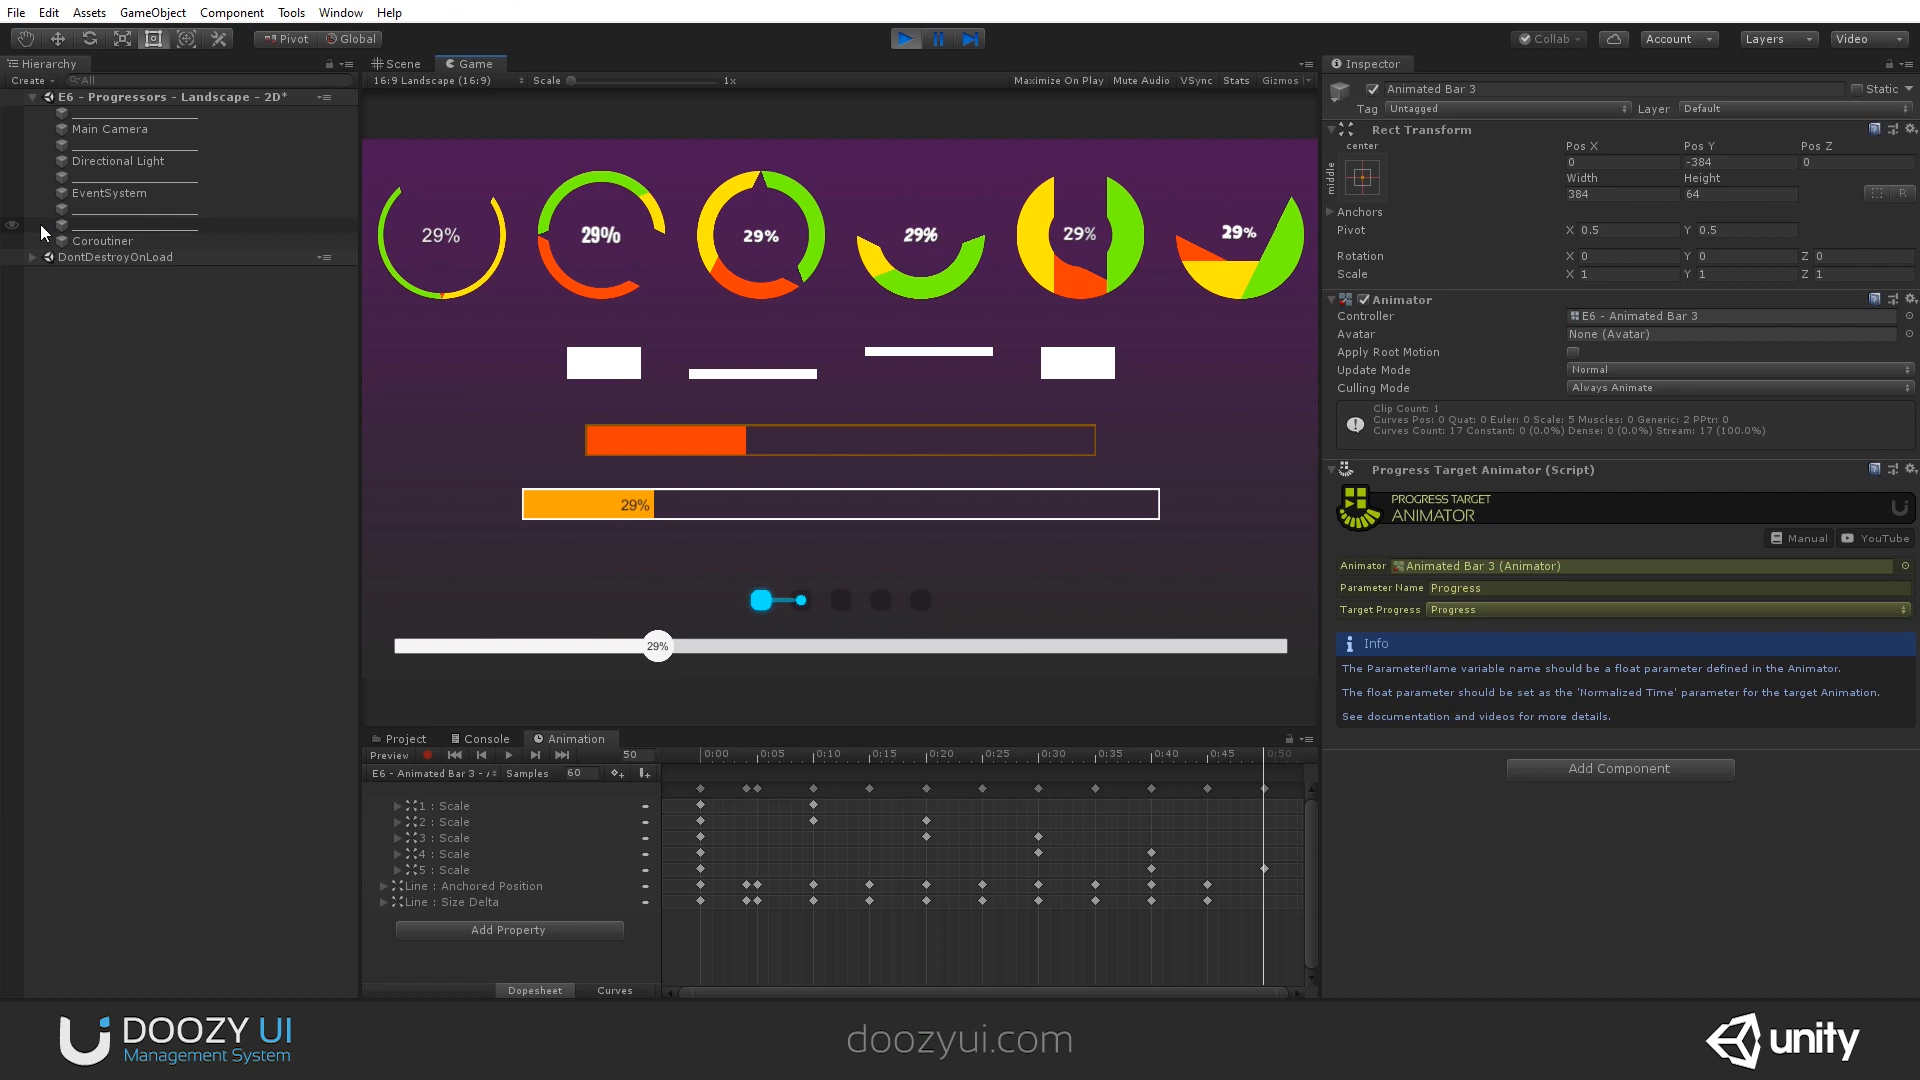 File Edit Assets GameObject Component Tools Window Help
Pivot Global Collab Account Layers Video
Hierarchy
Create All
E6 - Progressors - Landscape - 2D*
Main Camera
Directional Light
EventSystem
Coroutiner
DontDestroyOnLoad
Scene Game
16:9 Landscape (16:9) Scale 1x Maximize On Play Mute Audio VSync Stats Gizmos
29% 29% 29% 29% 29% 29%
29%
29%
Project Console Animation
Preview 50 0:00 0:05 0:10 0:15 0:20 0:25 0:30 0:35 0:40 0:45 0:50
E6 - Animated Bar 3 - Samples 60
1 : Scale
2 : Scale
3 : Scale
4 : Scale
5 : Scale
Line : Anchored Position
Line : Size Delta
Add Property
Dopesheet Curves
Inspector
Animated Bar 3 Static
Tag Untagged Layer Default
Rect Transform
center Pos X Pos Y Pos Z
middle 0 -384 0
Width Height
384 64 R
Anchors
Pivot X 0.5 Y 0.5
Rotation X 0 Y 0 Z 0
Scale X 1 Y 1 Z 1
Animator
Controller E6 - Animated Bar 3
Avatar None (Avatar)
Apply Root Motion
Update Mode Normal
Culling Mode Always Animate
Clip Count: 1
Curves Pos: 0 Quat: 0 Euler: 0 Scale: 5 Muscles: 0 Generic: 2 PPtr: 0
Curves Count: 17 Constant: 0 (0.0%) Dense: 0 (0.0%) Stream: 17 (100.0%)
Progress Target Animator (Script)
PROGRESS TARGET
ANIMATOR
Manual YouTube
Animator Animated Bar 3 (Animator)
Parameter Name Progress
Target Progress Progress
Info
The ParameterName variable name should be a float parameter defined in the Animator.
The float parameter should be set as the 'Normalized Time' parameter for the target Animation.
See documentation and videos for more details.
Add Component
DOOZY UI
Management System
doozyui.com
unity